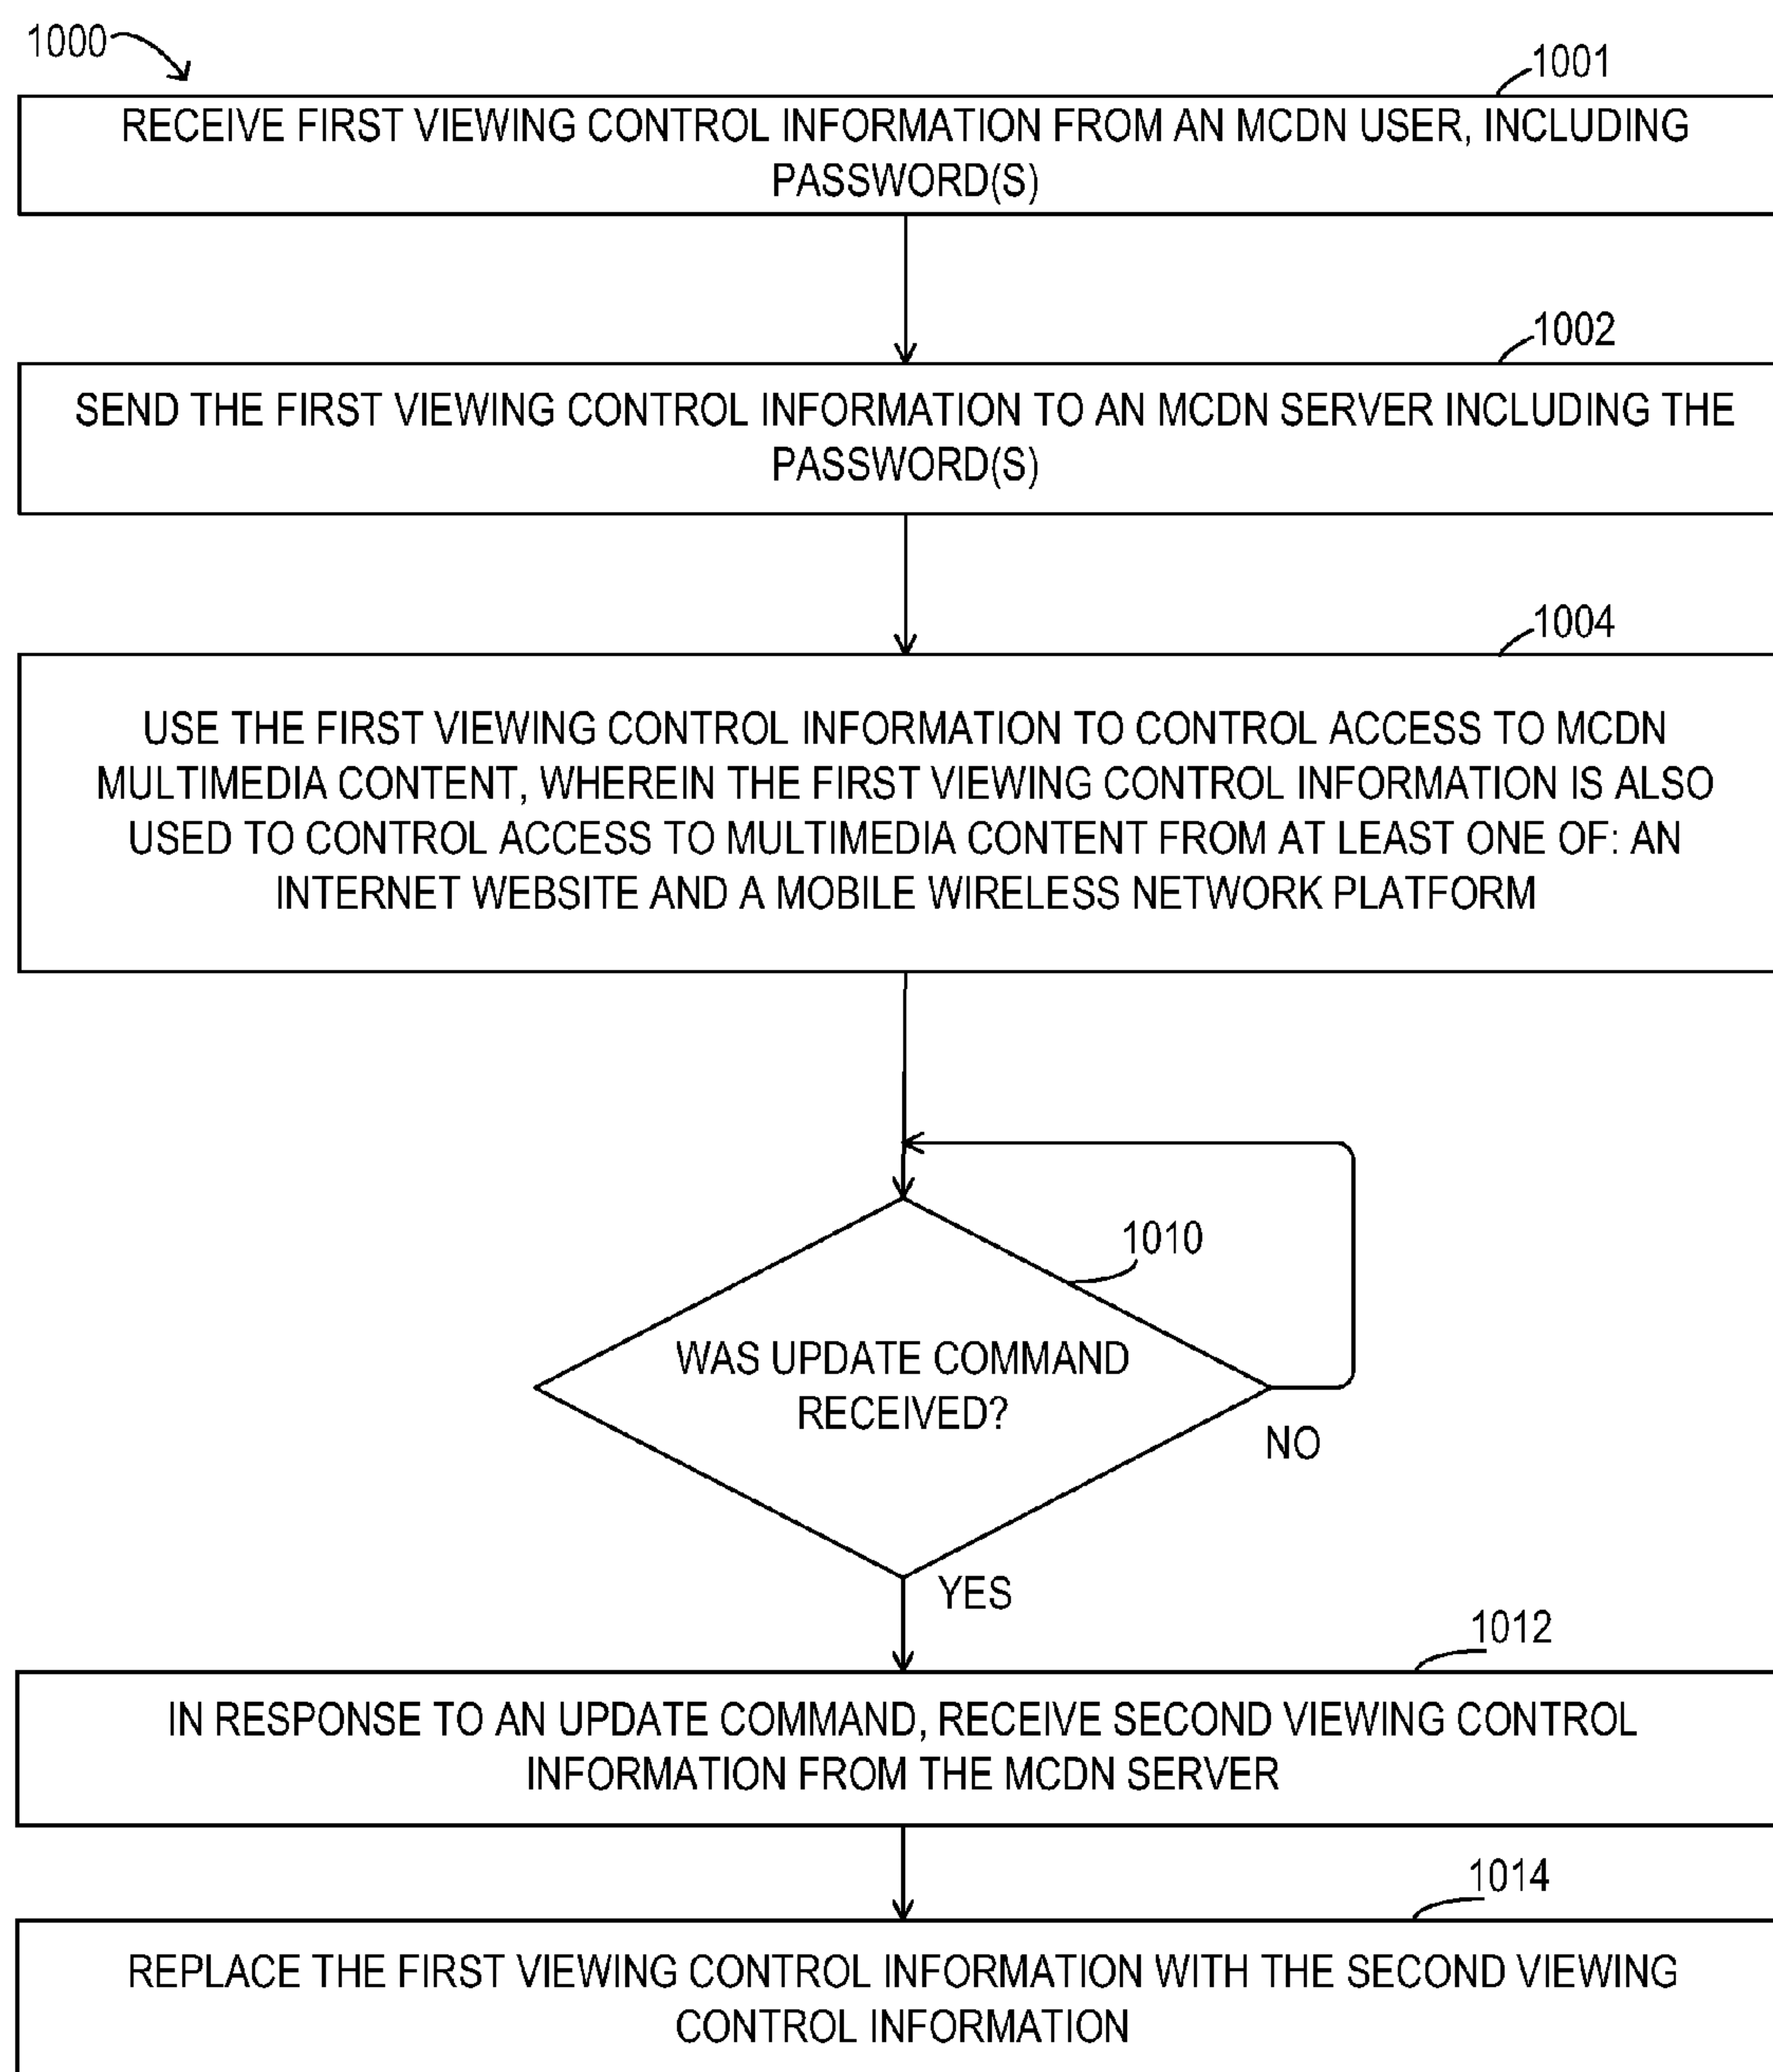 1000
1001
RECEIVE FIRST VIEWING CONTROL INFORMATION FROM AN MCDN USER, INCLUDING
PASSWORD(S)
1002
SEND THE FIRST VIEWING CONTROL INFORMATION TO AN MCDN SERVER INCLUDING THE
PASSWORD(S)
1004
USE THE FIRST VIEWING CONTROL INFORMATION TO CONTROL ACCESS TO MCDN
MULTIMEDIA CONTENT, WHEREIN THE FIRST VIEWING CONTROL INFORMATION IS ALSO
USED TO CONTROL ACCESS TO MULTIMEDIA CONTENT FROM AT LEAST ONE OF: AN
INTERNET WEBSITE AND A MOBILE WIRELESS NETWORK PLATFORM
1010
WAS UPDATE COMMAND
RECEIVED?
NO
YES
1012
IN RESPONSE TO AN UPDATE COMMAND, RECEIVE SECOND VIEWING CONTROL
INFORMATION FROM THE MCDN SERVER
1014
REPLACE THE FIRST VIEWING CONTROL INFORMATION WITH THE SECOND VIEWING
CONTROL INFORMATION